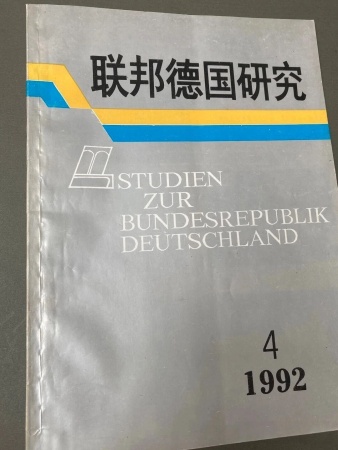 联邦德国研究
STUDIEN
ZUR
BUNDESREPUBLIK
DEUTSCHLAND
4
1992